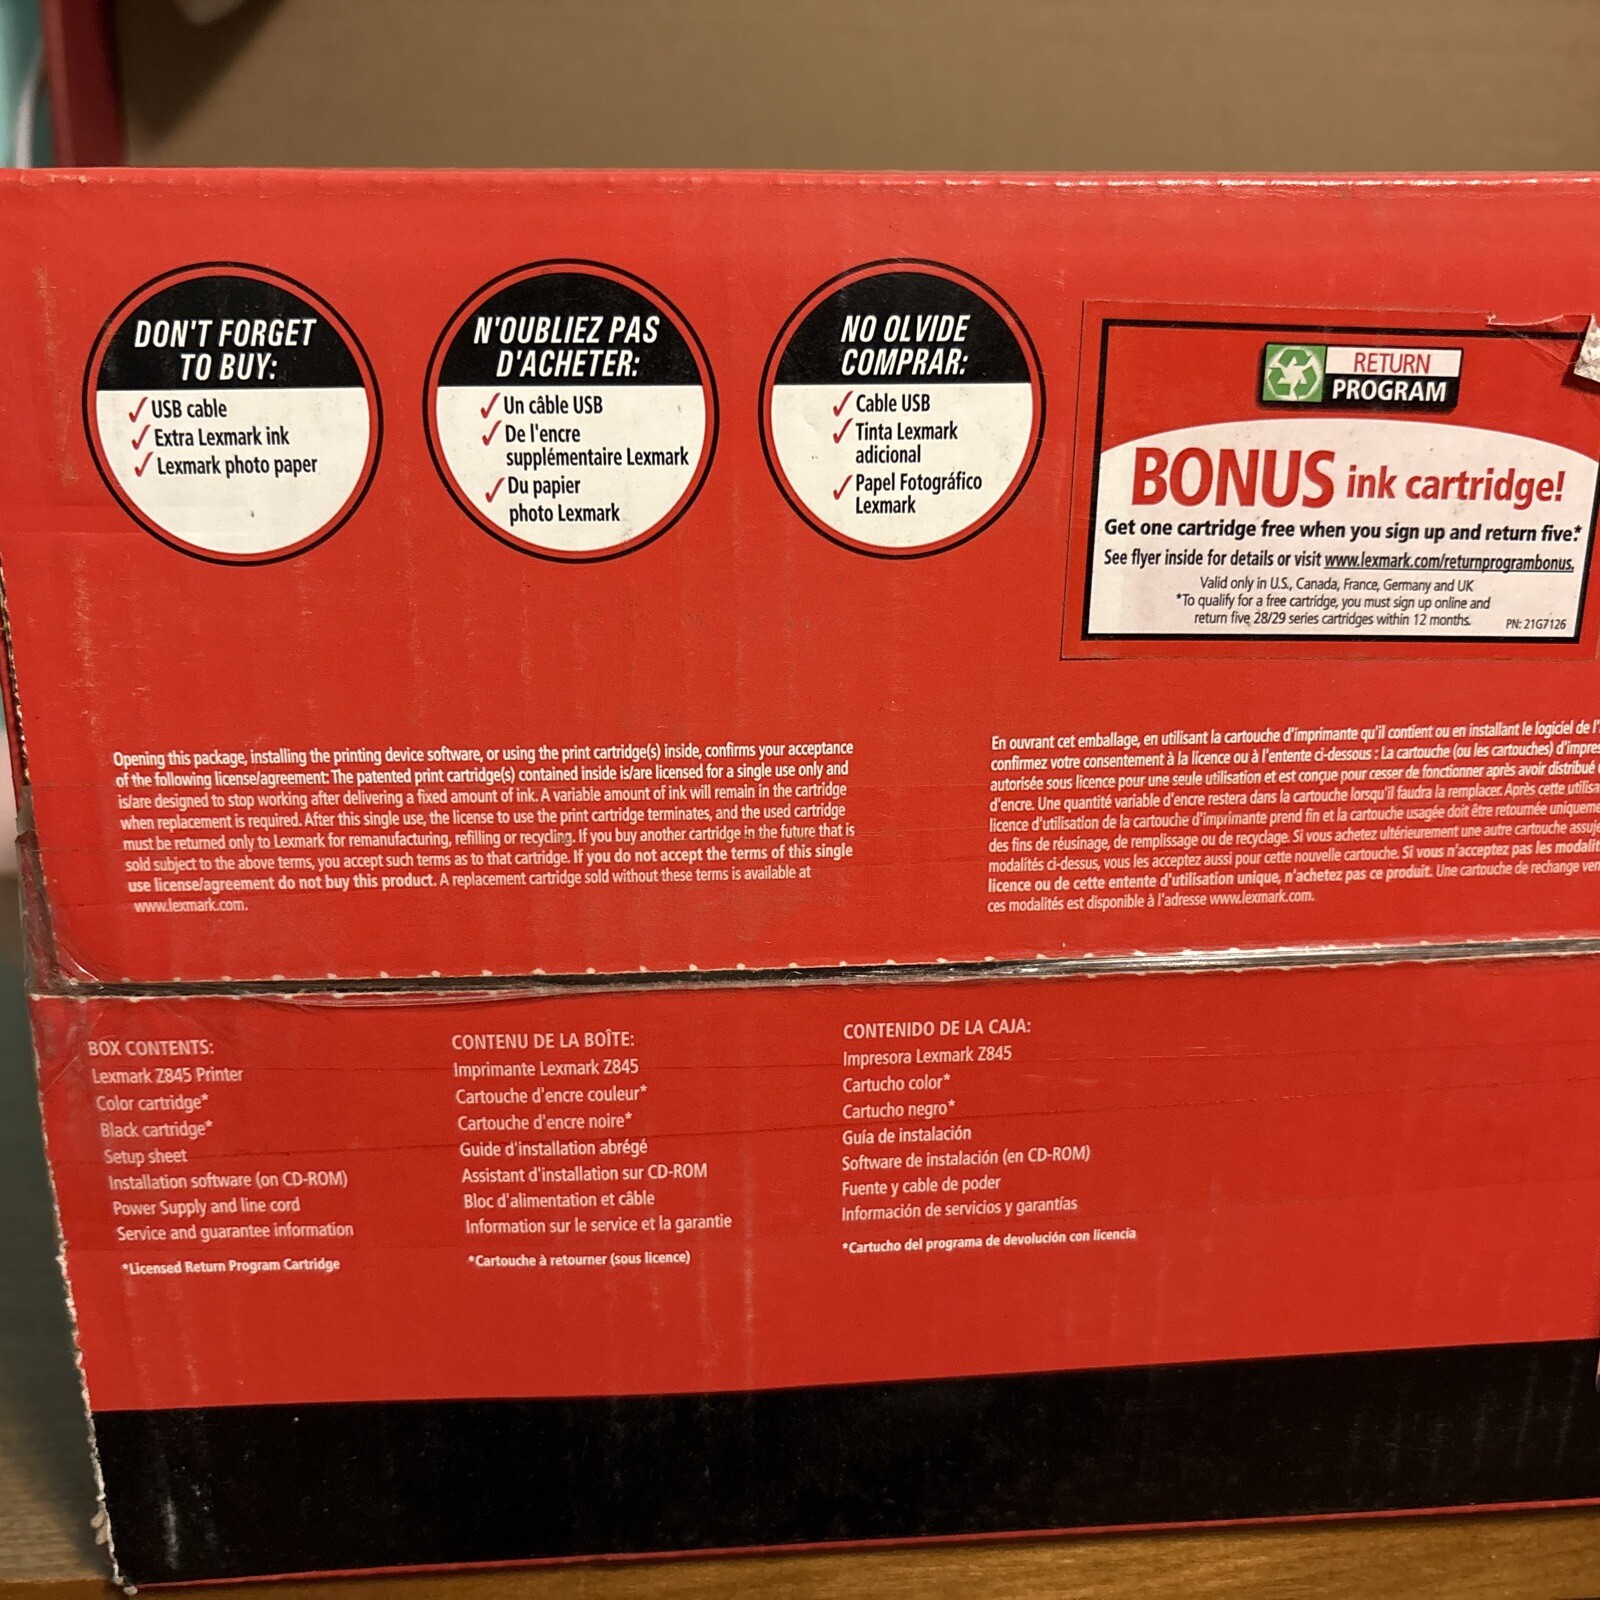 DON'T FORGET
TO BUY:
✓ USB cable
✓ Extra Lexmark ink
✓ Lexmark photo paper
N'OUBLIEZ PAS
D'ACHETER:
✓ Un câble USB
✓ De l'encre
supplémentaire Lexmark
✓ Du papier
photo Lexmark
NO OLVIDE
COMPRAR:
✓ Cable USB
✓ Tinta Lexmark
adicional
✓ Papel Fotográfico
Lexmark
RETURN
PROGRAM
BONUS ink cartridge!
Get one cartridge free when you sign up and return five.*
See flyer inside for details or visit www.lexmark.com/returnprogrambonus.
Valid only in U.S., Canada, France, Germany and UK
*To qualify for a free cartridge, you must sign up online and
return five 28/29 series cartridges within 12 months.
PN: 21G7126
Opening this package, installing the printing device software, or using the print cartridge(s) inside, confirms your acceptance
of the following license/agreement: The patented print cartridge(s) contained inside is/are licensed for a single use only and
is/are designed to stop working after delivering a fixed amount of ink. A variable amount of ink will remain in the cartridge
when replacement is required. After this single use, the license to use the print cartridge terminates, and the used cartridge
must be returned only to Lexmark for remanufacturing, refilling or recycling. If you buy another cartridge in the future that is
sold subject to the above terms, you accept such terms as to that cartridge. If you do not accept the terms of this single
use license/agreement do not buy this product. A replacement cartridge sold without these terms is available at
www.lexmark.com.
En ouvrant cet emballage, en utilisant la cartouche d'imprimante qu'il contient ou en installant le logiciel de l'
confirmez votre consentement à la licence ou à l'entente ci-dessous : La cartouche (ou les cartouches) d'impres
autorisée sous licence pour une seule utilisation et est conçue pour cesser de fonctionner après avoir distribué
d'encre. Une quantité variable d'encre restera dans la cartouche lorsqu'il faudra la remplacer. Après cette utilisa
licence d'utilisation de la cartouche d'imprimante prend fin et la cartouche usagée doit être retournée uniqueme
des fins de réusinage, de remplissage ou de recyclage. Si vous achetez ultérieurement une autre cartouche assuje
modalités ci-dessus, vous les acceptez aussi pour cette nouvelle cartouche. Si vous n'acceptez pas les modalit
licence ou de cette entente d'utilisation unique, n'achetez pas ce produit. Une cartouche de rechange ven
ces modalités est disponible à l'adresse www.lexmark.com.
BOX CONTENTS:
Lexmark Z845 Printer
Color cartridge*
Black cartridge*
Setup sheet
Installation software (on CD-ROM)
Power Supply and line cord
Service and guarantee information
*Licensed Return Program Cartridge
CONTENU DE LA BOÎTE:
Imprimante Lexmark Z845
Cartouche d'encre couleur*
Cartouche d'encre noire*
Guide d'installation abrégé
Assistant d'installation sur CD-ROM
Bloc d'alimentation et câble
Information sur le service et la garantie
*Cartouche à retourner (sous licence)
CONTENIDO DE LA CAJA:
Impresora Lexmark Z845
Cartucho color*
Cartucho negro*
Guía de instalación
Software de instalación (en CD-ROM)
Fuente y cable de poder
Información de servicios y garantías
*Cartucho del programa de devolución con licencia